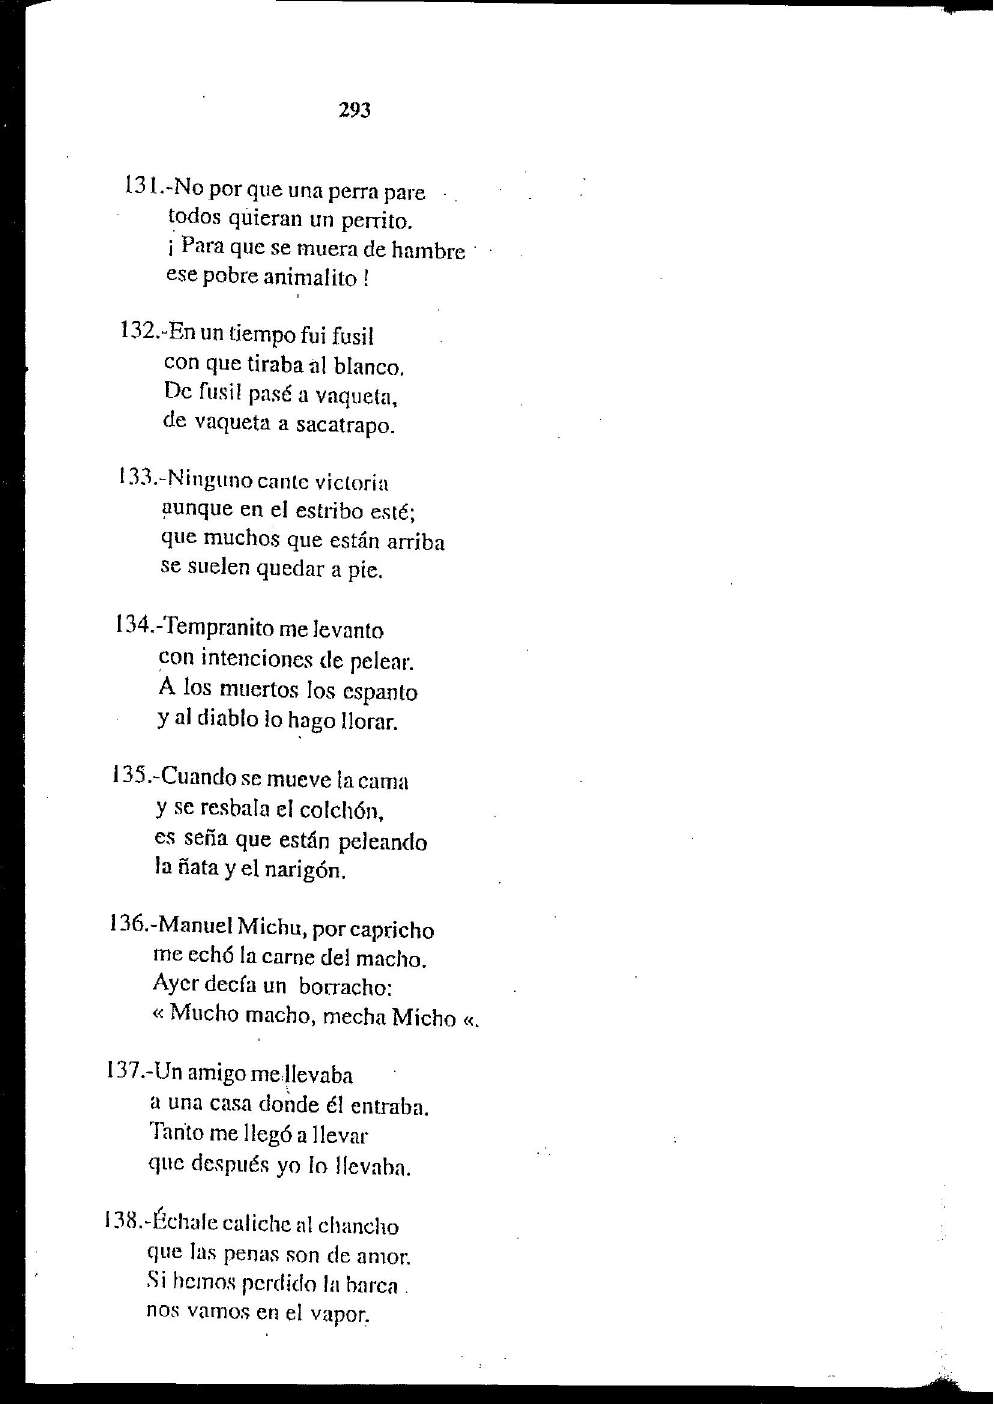 293
131.-No por que una perra pare
todos quieran un perrito.
¡ Para que se muera de hambre
ese pobre animalito !
132.-En un tiempo fui fusil
con que tiraba al blanco.
De fusil pasé a vaqueta,
de vaqueta a sacatrapo.
133.-Ninguno cante victoria
aunque en el estribo esté;
que muchos que están arriba
se suelen quedar a pie.
134.-Tempranito me levanto
con intenciones de pelear.
A los muertos los espanto
y al diablo lo hago llorar.
135.-Cuando se mueve la cama
y se resbala el colchón,
es seña que están peleando
la ñata y el narigón.
136.-Manuel Michu, por capricho
me echó la carne del macho.
Ayer decía un borracho:
« Mucho macho, mecha Micho «.
137.-Un amigo me llevaba
a una casa donde él entraba.
Tanto me llegó a llevar
que después yo lo llevaba.
138.-Échale caliche al chancho
que las penas son de amor.
Si hemos perdido la barca
nos vamos en el vapor.